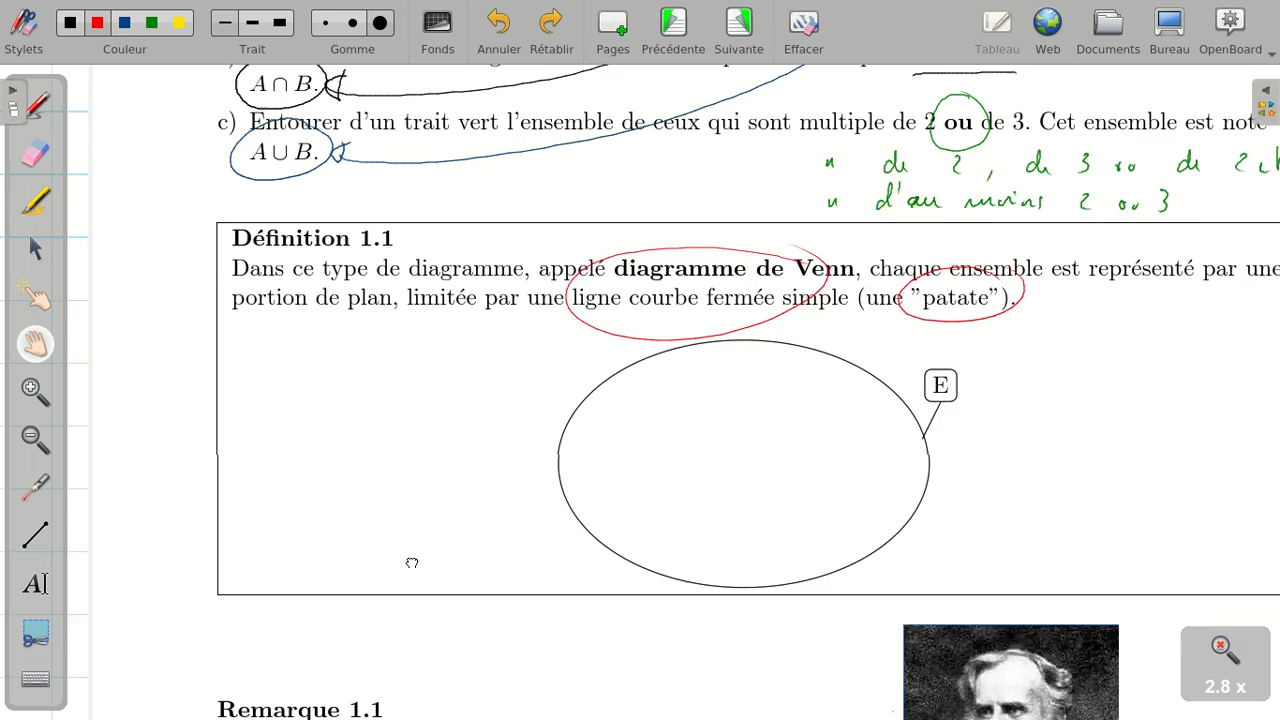 Stylets Couleur Trait Gomme Fonds Annuler Rétablir Pages Précédente Suivante Effacer Tableau Web Documents Bureau OpenBoard
A ∩ B.
c) Entourer d'un trait vert l'ensemble de ceux qui sont multiple de 2 ou de 3. Cet ensemble est noté
A ∪ B.
" de 2, de 3 de 2
" d'au moins 2 ou 3
Définition 1.1
Dans ce type de diagramme, appelé diagramme de Venn, chaque ensemble est représenté par une
portion de plan, limitée par une ligne courbe fermée simple (une "patate").
E
A
2.8 x
Remarque 1.1